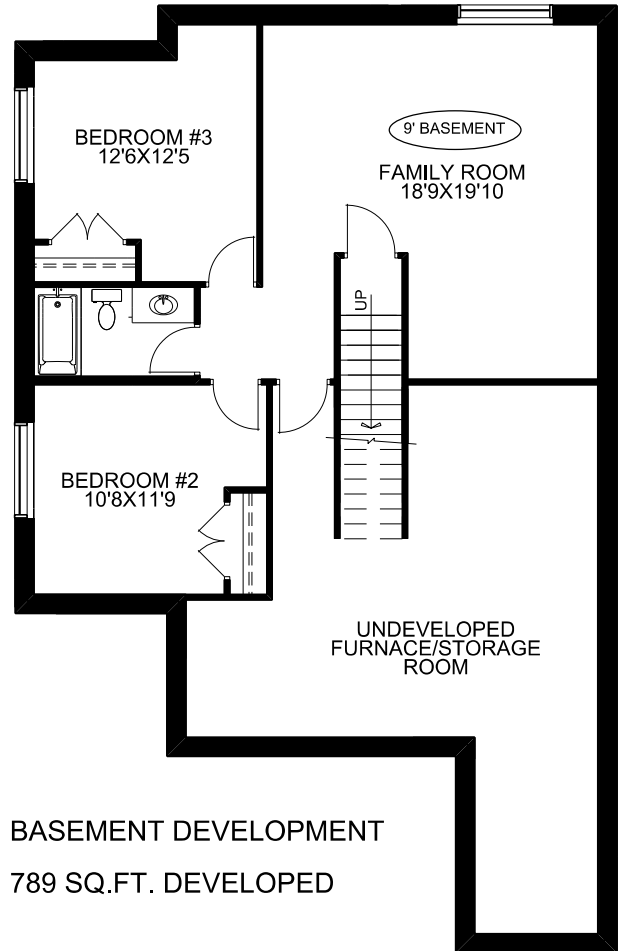 BEDROOM #3
12'6X12'5
9' BASEMENT
FAMILY ROOM
18'9X19'10
UP
BEDROOM #2
10'8X11'9
UNDEVELOPED
FURNACE/STORAGE
ROOM
BASEMENT DEVELOPMENT
789 SQ.FT. DEVELOPED